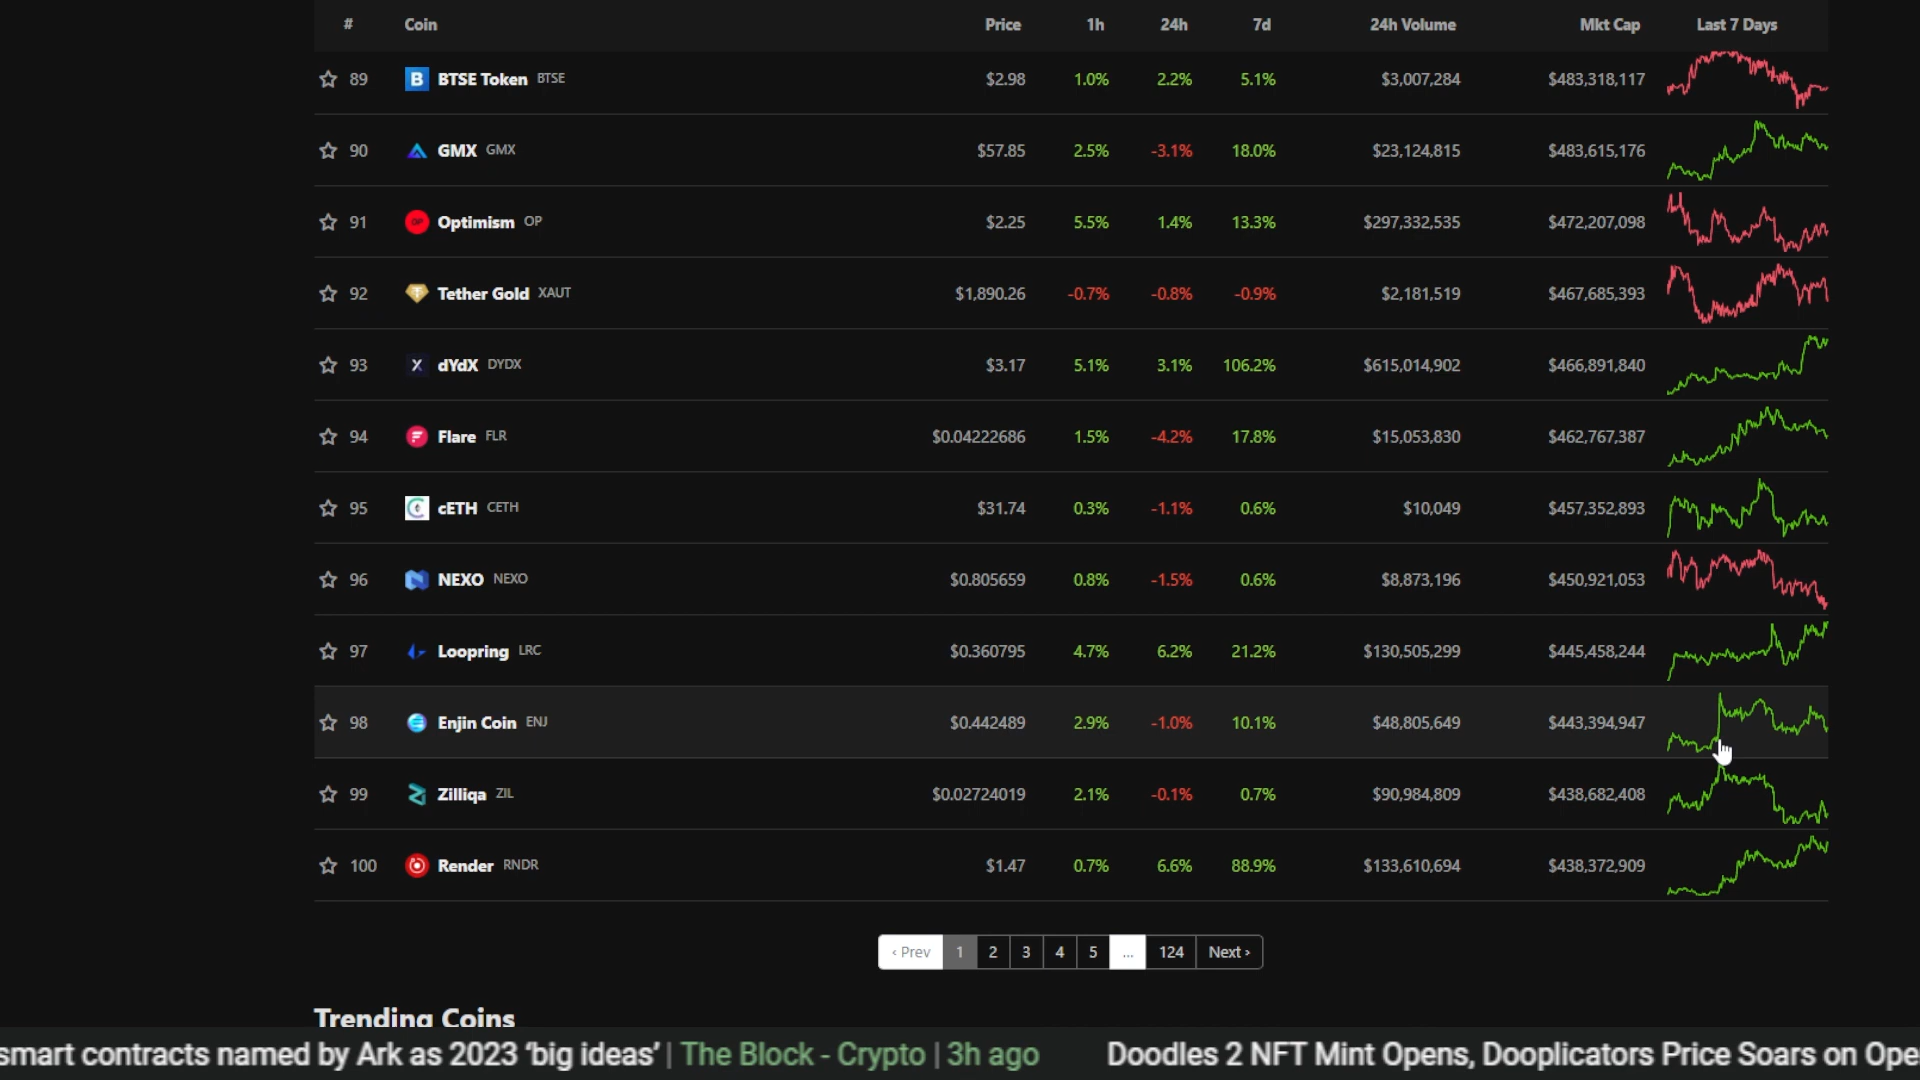 # Coin Price 1h 24h 7d 24h Volume Mkt Cap Last 7 Days
89 B BTSE Token BTSE $2.98 1.0% 2.2% 5.1% $3,007,284 $483,318,117
90 GMX GMX $57.85 2.5% -3.1% 18.0% $23,124,815 $483,615,176
91 OP Optimism OP $2.25 5.5% 1.4% 13.3% $297,332,535 $472,207,098
92 Tether Gold XAUT $1,890.26 -0.7% -0.8% -0.9% $2,181,519 $467,685,393
93 X dYdX DYDX $3.17 5.1% 3.1% 106.2% $615,014,902 $466,891,840
94 Flare FLR $0.04222686 1.5% -4.2% 17.8% $15,053,830 $462,767,387
95 cETH CETH $31.74 0.3% -1.1% 0.6% $10,049 $457,352,893
96 NEXO NEXO $0.805659 0.8% -1.5% 0.6% $8,873,196 $450,921,053
97 Loopring LRC $0.360795 4.7% 6.2% 21.2% $130,505,299 $445,458,244
98 Enjin Coin ENJ $0.442489 2.9% -1.0% 10.1% $48,805,649 $443,394,947
99 Zilliqa ZIL $0.02724019 2.1% -0.1% 0.7% $90,984,809 $438,682,408
100 Render RNDR $1.47 0.7% 6.6% 88.9% $133,610,694 $438,372,909
‹ Prev 1 2 3 4 5 ... 124 Next ›
Trending Coins
smart contracts named by Ark as 2023 ‘big ideas’ | The Block - Crypto | 3h ago Doodles 2 NFT Mint Opens, Dooplicators Price Soars on Ope